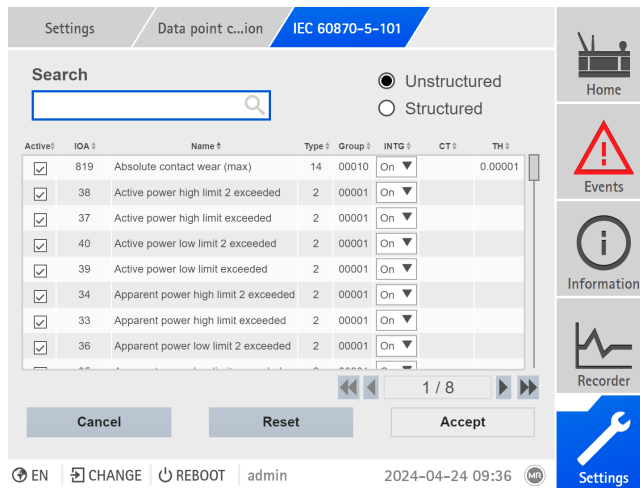 Settings
Data point c...ion
IEC 60870-5-101
Search
Unstructured
Structured
Active IOA Name Type Group INTG CT TH
819 Absolute contact wear (max) 14 00010 On 0.00001
38 Active power high limit 2 exceeded 2 00001 On
37 Active power high limit exceeded 2 00001 On
40 Active power low limit 2 exceeded 2 00001 On
39 Active power low limit exceeded 2 00001 On
34 Apparent power high limit 2 exceeded 2 00001 On
33 Apparent power high limit exceeded 2 00001 On
36 Apparent power low limit 2 exceeded 2 00001 On
1 / 8
Cancel
Reset
Accept
EN CHANGE REBOOT admin 2024-04-24 09:36 MR
Home
Events
Information
Recorder
Settings